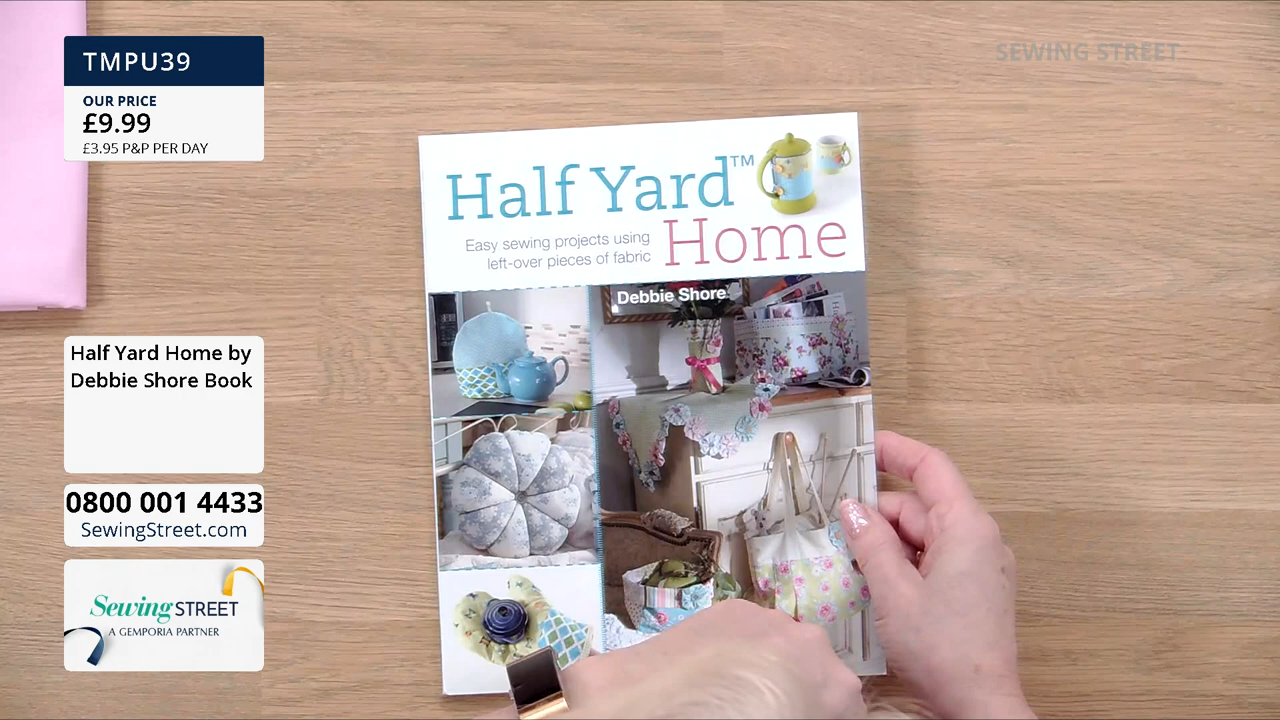 TMPU39
OUR PRICE
£9.99
£3.95 P&P PER DAY
Half Yard Home by
Debbie Shore Book
0800 001 4433
SewingStreet.com
Sewing STREET
A GEMPORIA PARTNER
SEWING STREET
Half Yard™
Home
Easy sewing projects using
left-over pieces of fabric
Debbie Shore